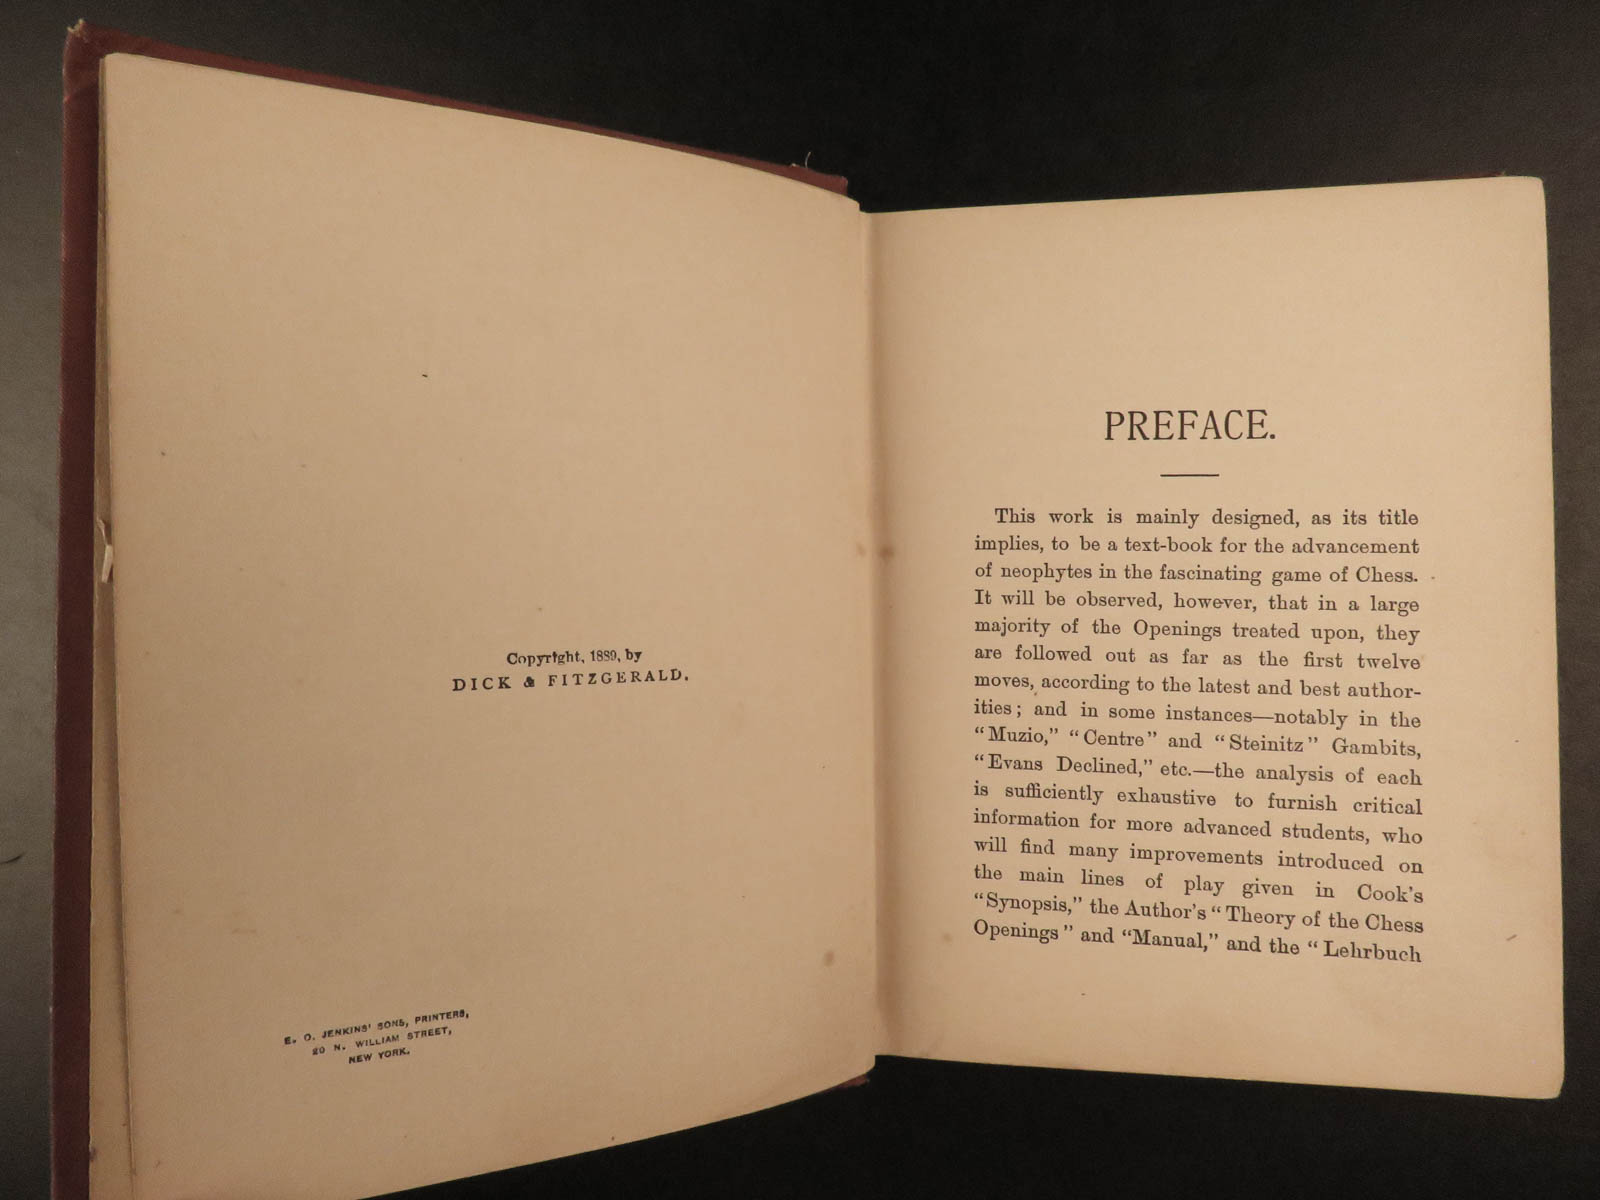 Copyright, 1889, by
DICK & FITZGERALD.
E. O. JENKINS' SONS, PRINTERS,
20 N. WILLIAM STREET,
NEW YORK.
PREFACE.
This work is mainly designed, as its title
implies, to be a text-book for the advancement
of neophytes in the fascinating game of Chess.
It will be observed, however, that in a large
majority of the Openings treated upon, they
are followed out as far as the first twelve
moves, according to the latest and best author-
ities; and in some instances—notably in the
"Muzio," "Centre" and "Steinitz" Gambits,
"Evans Declined," etc.—the analysis of each
is sufficiently exhaustive to furnish critical
information for more advanced students, who
will find many improvements introduced on
the main lines of play given in Cook's
"Synopsis," the Author's "Theory of the Chess
Openings" and "Manual," and the "Lehrbuch